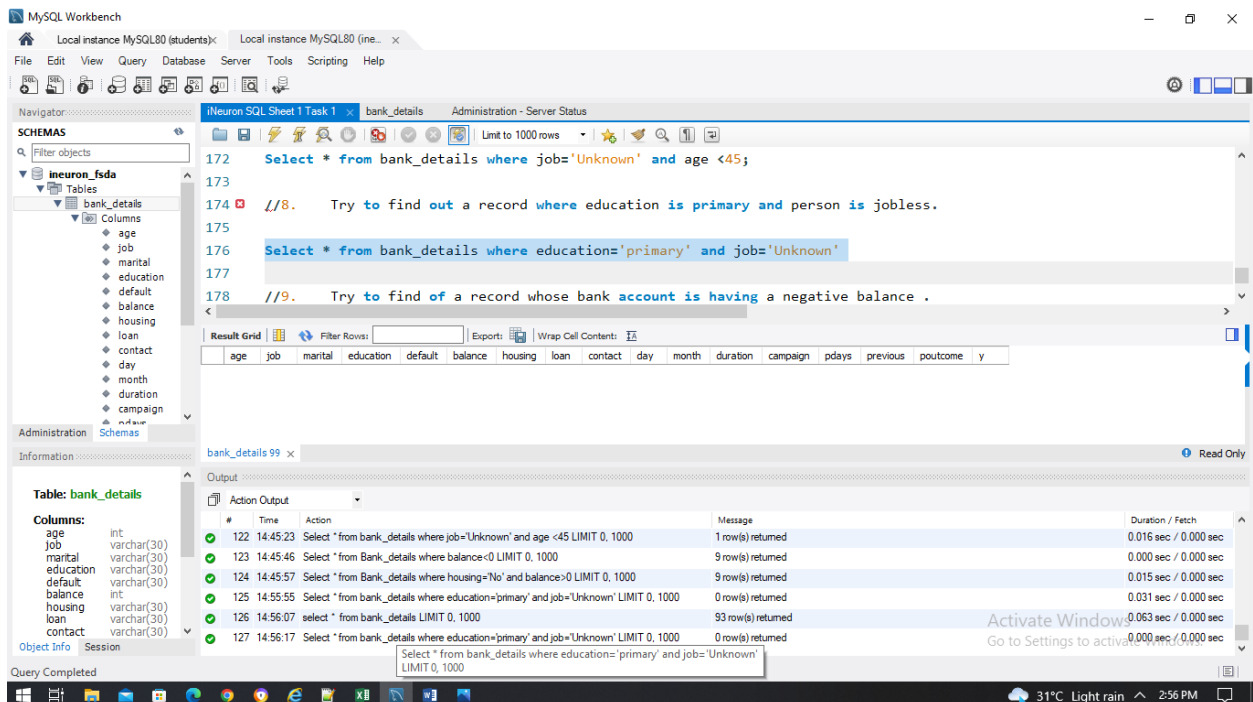 MySQL Workbench
Local instance MySQL80 (students)× Local instance MySQL80 (ine... ×
File Edit View Query Database Server Tools Scripting Help
Navigator
SCHEMAS
Filter objects
ineuron_fsda
Tables
bank_details
Columns
age
job
marital
education
default
balance
housing
loan
contact
day
month
duration
campaign
pdays
Administration Schemas
Information
Table: bank_details
Columns:
age int
job varchar(30)
marital varchar(30)
education varchar(30)
default varchar(30)
balance int
housing varchar(30)
loan varchar(30)
contact varchar(30)
Object Info Session
iNeuron SQL Sheet 1 Task 1 × bank_details Administration - Server Status
Limit to 1000 rows
172 Select * from bank_details where job='Unknown' and age <45;
173
174 //8. Try to find out a record where education is primary and person is jobless.
175
176 Select * from bank_details where education='primary' and job='Unknown'
177
178 //9. Try to find of a record whose bank account is having a negative balance .
Result Grid Filter Rows: Export: Wrap Cell Content:
age job marital education default balance housing loan contact day month duration campaign pdays previous poutcome y
bank_details 99 × Read Only
Output
Action Output
# Time Action Message Duration / Fetch
122 14:45:23 Select * from bank_details where job='Unknown' and age <45 LIMIT 0, 1000 1 row(s) returned 0.016 sec / 0.000 sec
123 14:45:46 Select * from Bank_details where balance<0 LIMIT 0, 1000 9 row(s) returned 0.000 sec / 0.000 sec
124 14:45:57 Select * from Bank_details where housing='No' and balance>0 LIMIT 0, 1000 9 row(s) returned 0.015 sec / 0.000 sec
125 14:55:55 Select * from bank_details where education='primary' and job='Unknown' LIMIT 0, 1000 0 row(s) returned 0.031 sec / 0.000 sec
126 14:56:07 select * from bank_details LIMIT 0, 1000 93 row(s) returned 0.063 sec / 0.000 sec
127 14:56:17 Select * from bank_details where education='primary' and job='Unknown' LIMIT 0, 1000 0 row(s) returned 0.000 sec / 0.000 sec
Select * from bank_details where education='primary' and job='Unknown'
LIMIT 0, 1000
Activate Windows
Go to Settings to activate Windows.
Query Completed
31°C Light rain 2:56 PM